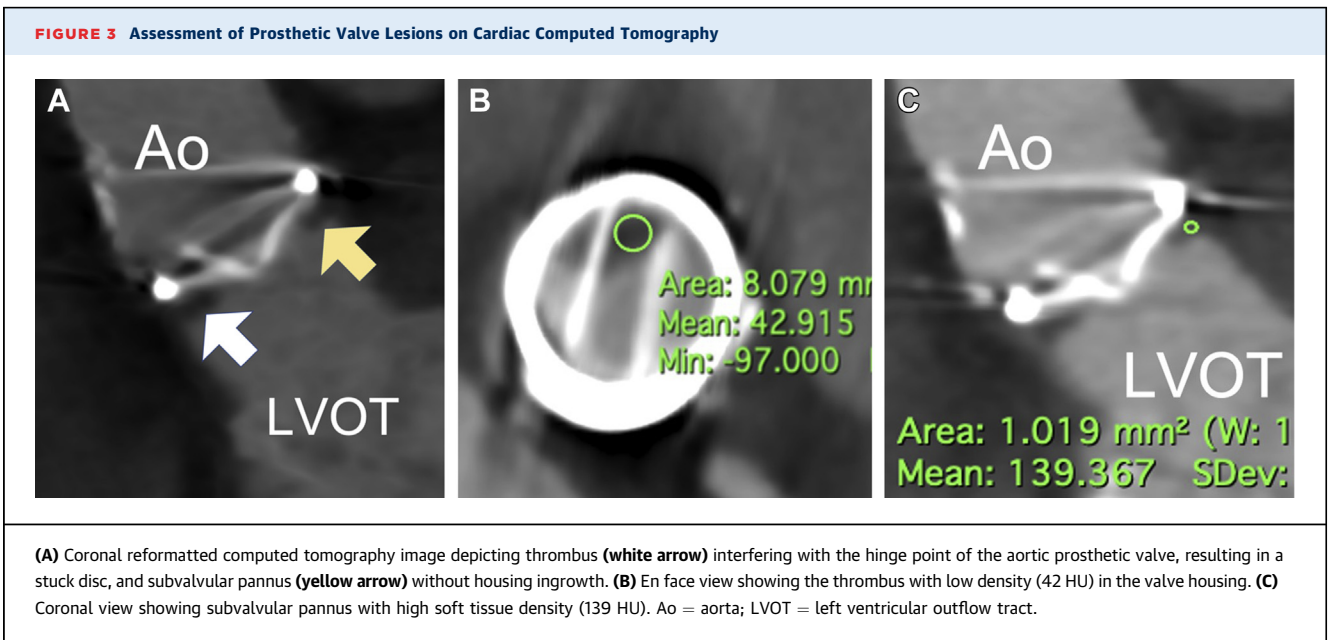 FIGURE 3 Assessment of Prosthetic Valve Lesions on Cardiac Computed Tomography
A
Ao
LVOT
B
Area: 8.079 mm
Mean: 42.915
Min: -97.000
C
Ao
LVOT
Area: 1.019 mm² (W: 1
Mean: 139.367 SDev:
(A) Coronal reformatted computed tomography image depicting thrombus (white arrow) interfering with the hinge point of the aortic prosthetic valve, resulting in a
stuck disc, and subvalvular pannus (yellow arrow) without housing ingrowth. (B) En face view showing the thrombus with low density (42 HU) in the valve housing. (C)
Coronal view showing subvalvular pannus with high soft tissue density (139 HU). Ao = aorta; LVOT = left ventricular outflow tract.